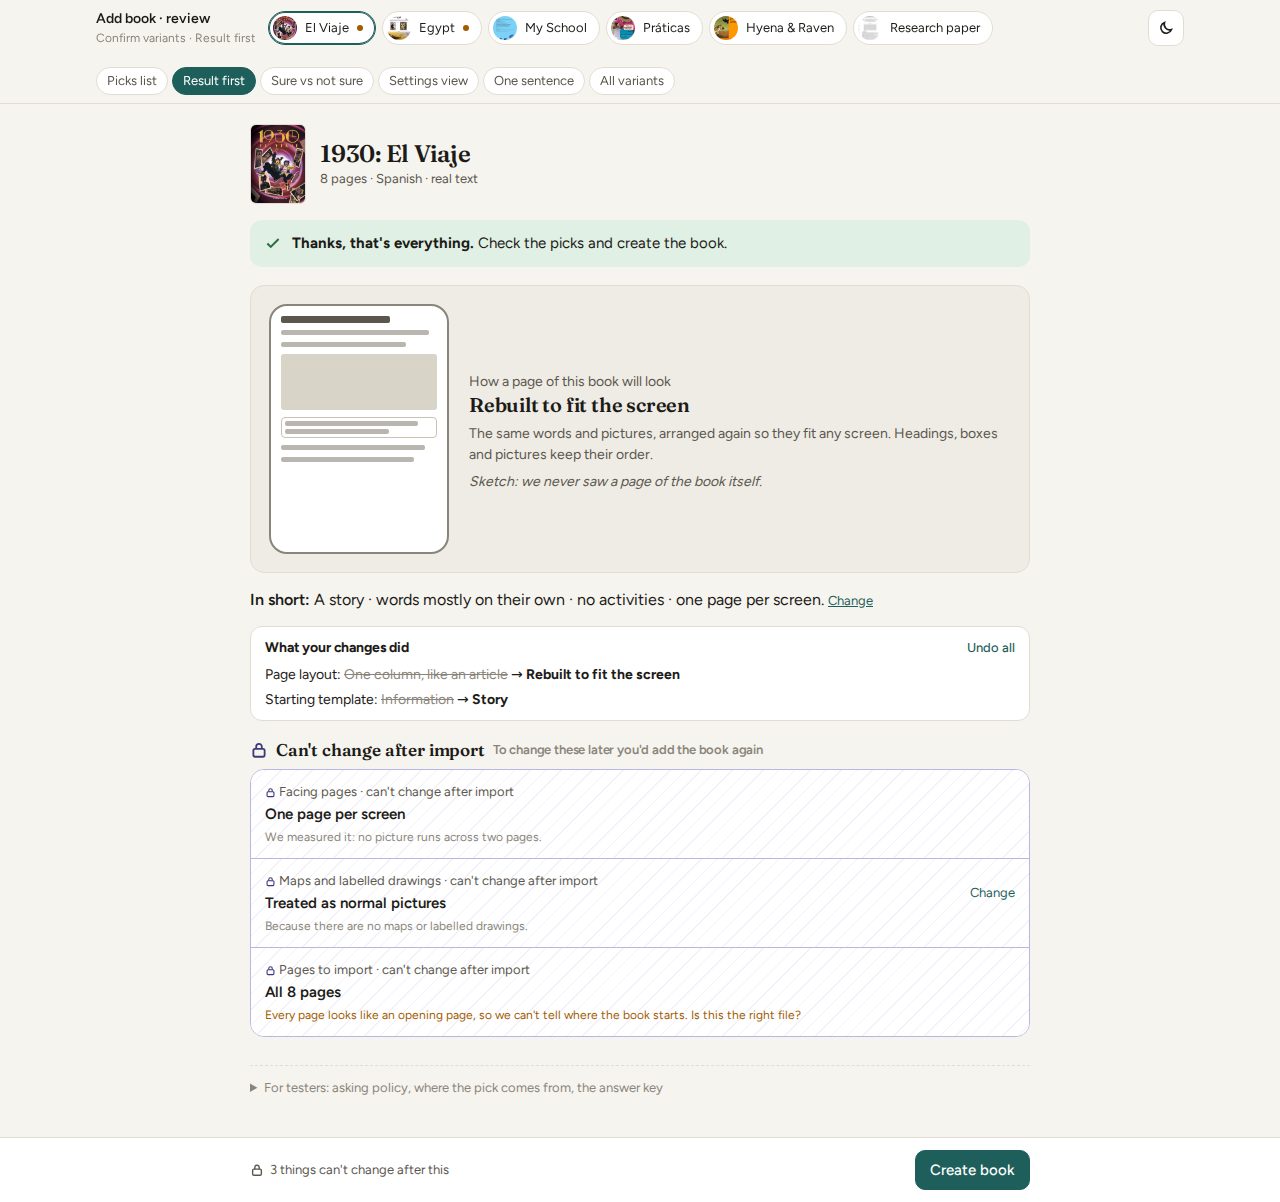 Add book · review
Confirm variants · Result first
El Viaje
Egypt
My School
Práticas
Hyena & Raven
Research paper
Picks list
Result first
Sure vs not sure
Settings view
One sentence
All variants
1930
1930: El Viaje
8 pages · Spanish · real text
Thanks, that's everything. Check the picks and create the book.
How a page of this book will look
Rebuilt to fit the screen
The same words and pictures, arranged again so they fit any screen. Headings, boxes
and pictures keep their order.
Sketch: we never saw a page of the book itself.
In short: A story · words mostly on their own · no activities · one page per screen. Change
What your changes did
Undo all
Page layout: One column, like an article → Rebuilt to fit the screen
Starting template: Information → Story
Can't change after import To change these later you'd add the book again
Facing pages · can't change after import
One page per screen
We measured it: no picture runs across two pages.
Maps and labelled drawings · can't change after import
Treated as normal pictures
Because there are no maps or labelled drawings.
Change
Pages to import · can't change after import
All 8 pages
Every page looks like an opening page, so we can't tell where the book starts. Is this the right file?
For testers: asking policy, where the pick comes from, the answer key
3 things can't change after this
Create book